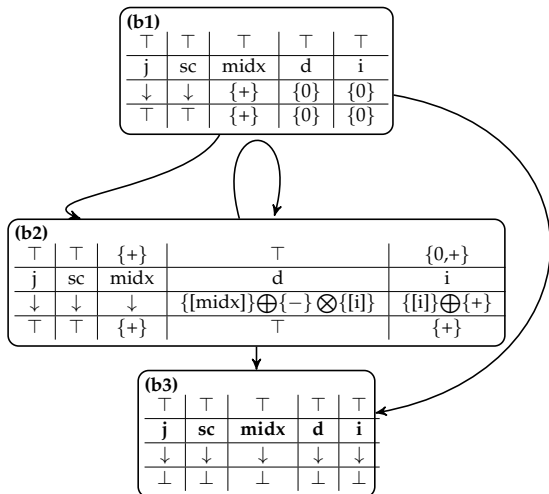 (b1)
⊤ ⊤ ⊤ ⊤ ⊤
j sc midx d i
↓ ↓ {+} {0} {0}
⊤ ⊤ {+} {0} {0}
(b2)
⊤ ⊤ {+} ⊤ {0,+}
j sc midx d i
↓ ↓ ↓ {[midx]}⨁{−}⨂{[i]} {[i]}⨁{+}
⊤ ⊤ {+} ⊤ {+}
(b3)
⊤ ⊤ ⊤ ⊤ ⊤
j sc midx d i
↓ ↓ ↓ ↓ ↓
⊥ ⊥ ⊥ ⊥ ⊥